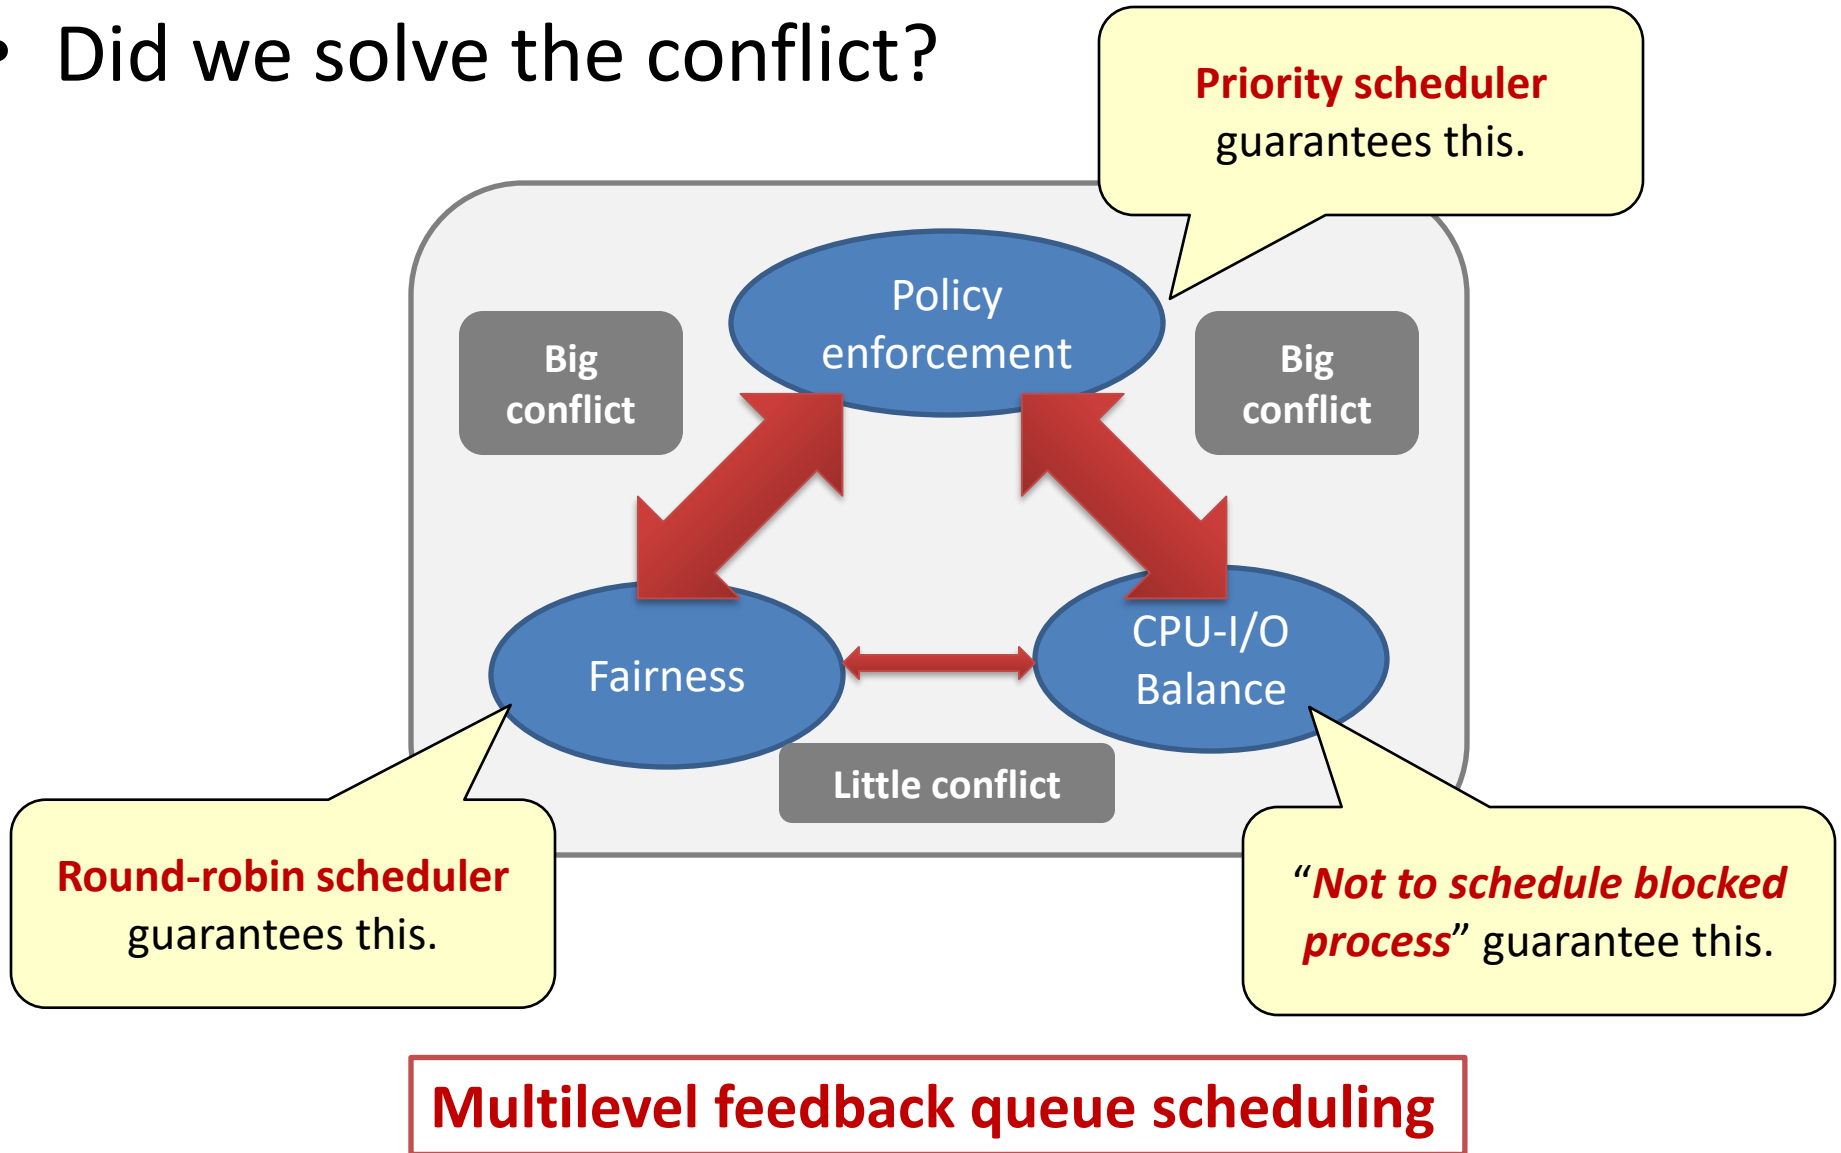 • Did we solve the conflict?
Priority scheduler
guarantees this.
Policy
enforcement
Big
conflict
Big
conflict
Fairness
CPU-I/O
Balance
Little conflict
Round-robin scheduler
guarantees this.
“Not to schedule blocked
process” guarantee this.
Multilevel feedback queue scheduling